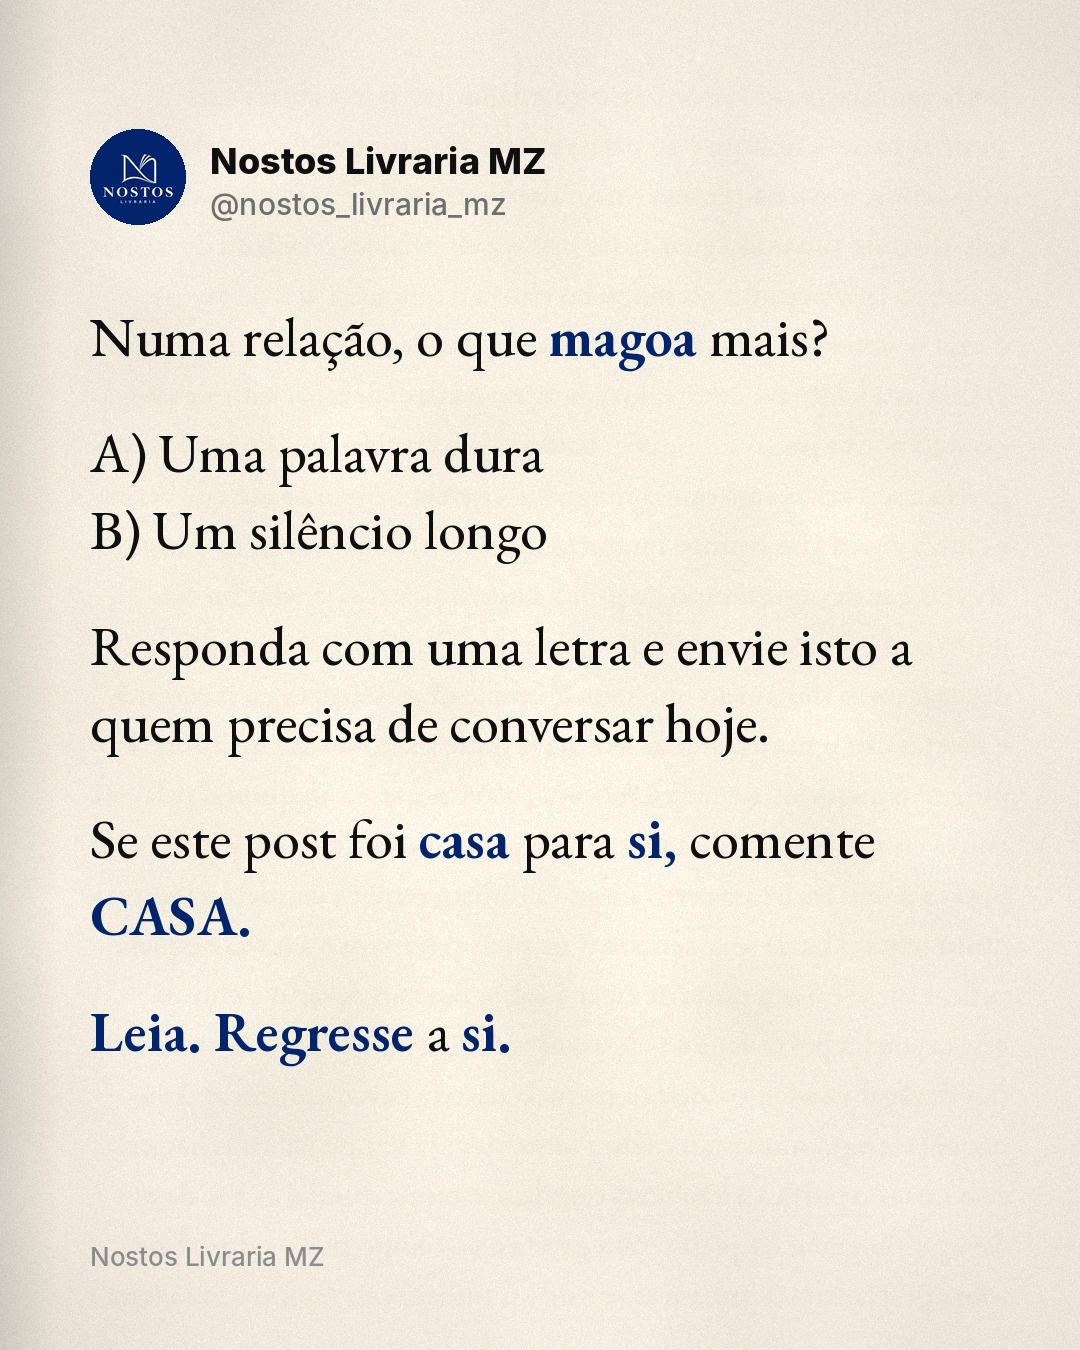 NOSTOS
LIVRARIA
Nostos Livraria MZ
@nostos_livraria_mz
Numa relação, o que magoa mais?
A) Uma palavra dura
B) Um silêncio longo
Responda com uma letra e envie isto a
quem precisa de conversar hoje.
Se este post foi casa para si, comente
CASA.
Leia. Regresse a si.
Nostos Livraria MZ